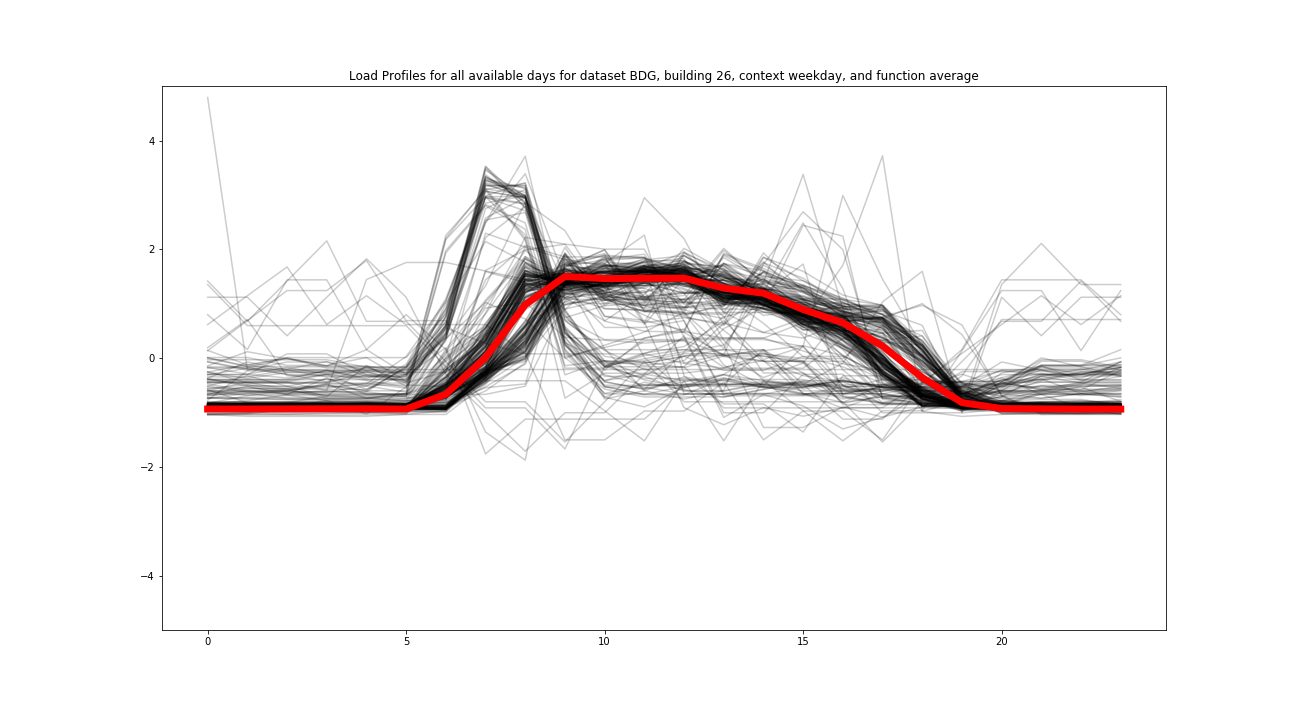 Load Profiles for all available days for dataset BDG, building 26, context weekday, and function average
4
2
0
−2
−4
0 5 10 15 20